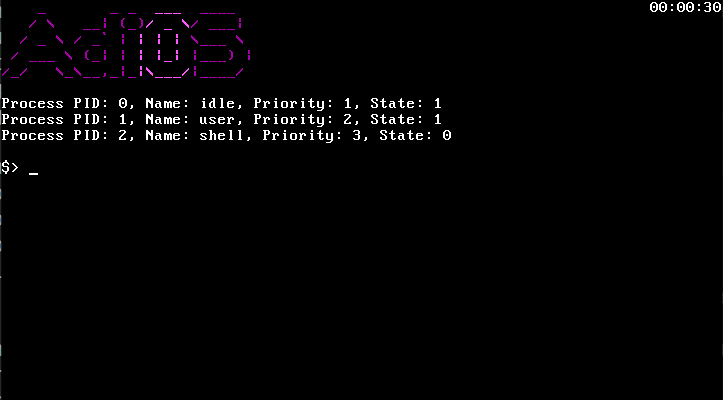 00:00:30
AdiOS
Process PID: 0, Name: idle, Priority: 1, State: 1
Process PID: 1, Name: user, Priority: 2, State: 1
Process PID: 2, Name: shell, Priority: 3, State: 0
$> _